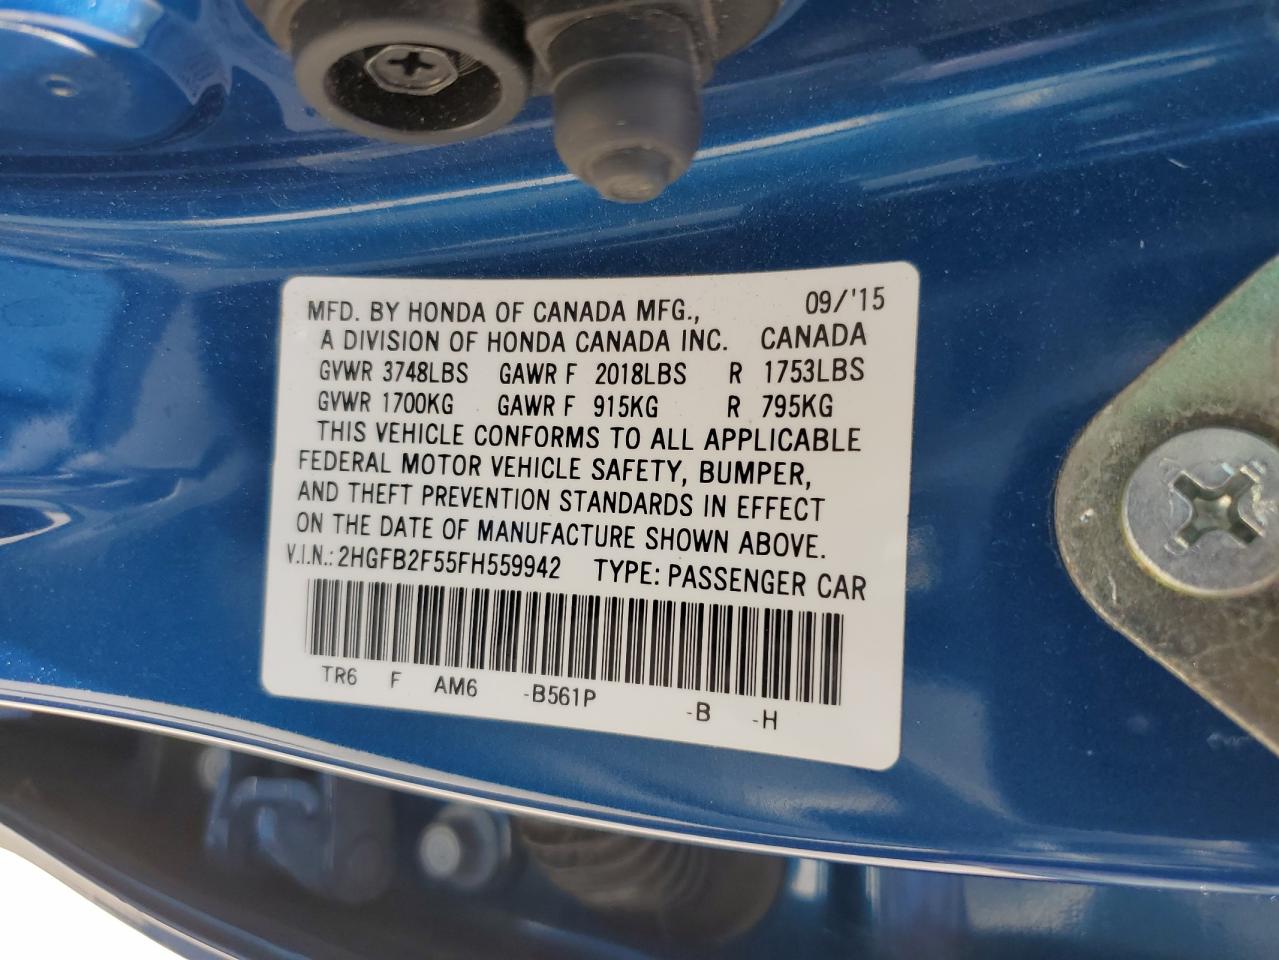 MFD. BY HONDA OF CANADA MFG., 09/'15
A DIVISION OF HONDA CANADA INC. CANADA
GVWR 3748LBS GAWR F 2018LBS R 1753LBS
GVWR 1700KG GAWR F 915KG R 795KG
THIS VEHICLE CONFORMS TO ALL APPLICABLE
FEDERAL MOTOR VEHICLE SAFETY, BUMPER,
AND THEFT PREVENTION STANDARDS IN EFFECT
ON THE DATE OF MANUFACTURE SHOWN ABOVE.
V.I.N.: 2HGFB2F55FH559942 TYPE: PASSENGER CAR
TR6 F AM6 -B561P -B -H